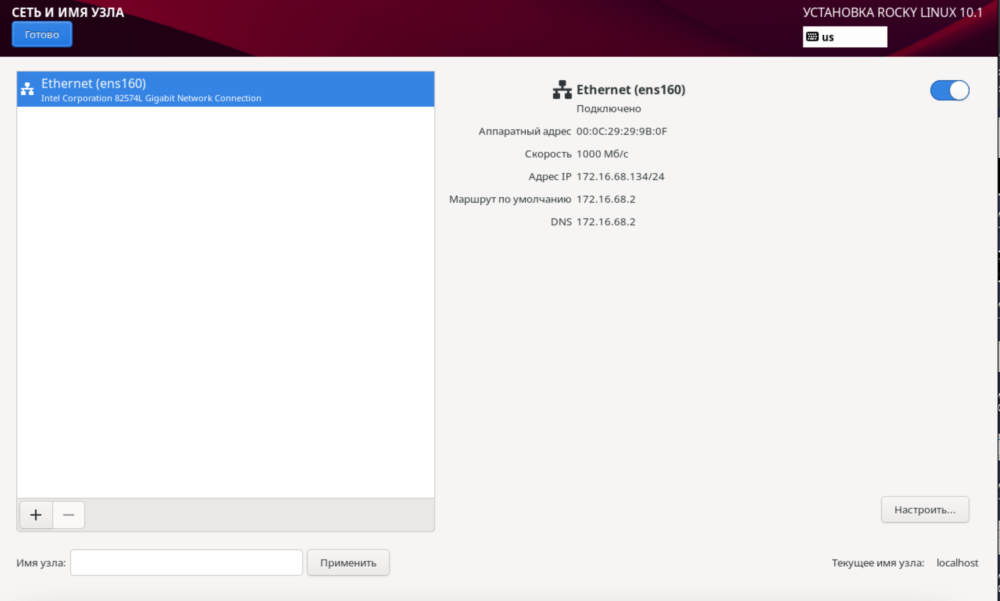 СЕТЬ И ИМЯ УЗЛА
УСТАНОВКА ROCKY LINUX 10.1
Готово
us
Ethernet (ens160)
Intel Corporation 82574L Gigabit Network Connection
Ethernet (ens160)
Подключено
Аппаратный адрес 00:0C:29:29:9B:0F
Скорость 1000 Мб/с
Адрес IP 172.16.68.134/24
Маршрут по умолчанию 172.16.68.2
DNS 172.16.68.2
Настроить...
Имя узла:
Применить
Текущее имя узла: localhost